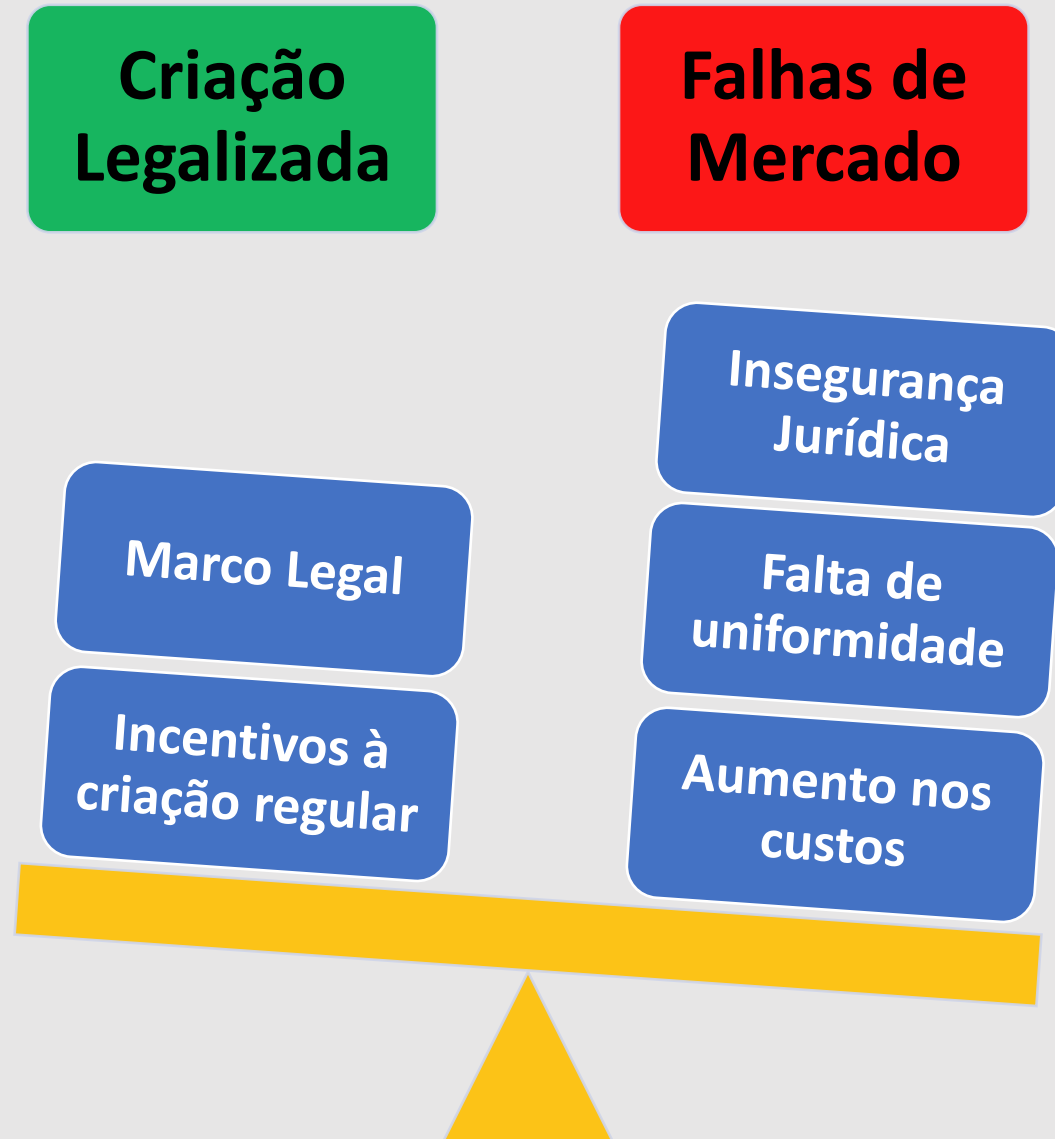 Criação
Legalizada
Falhas de
Mercado
Marco Legal
Incentivos à
criação regular
Insegurança
Jurídica
Falta de
uniformidade
Aumento nos
custos